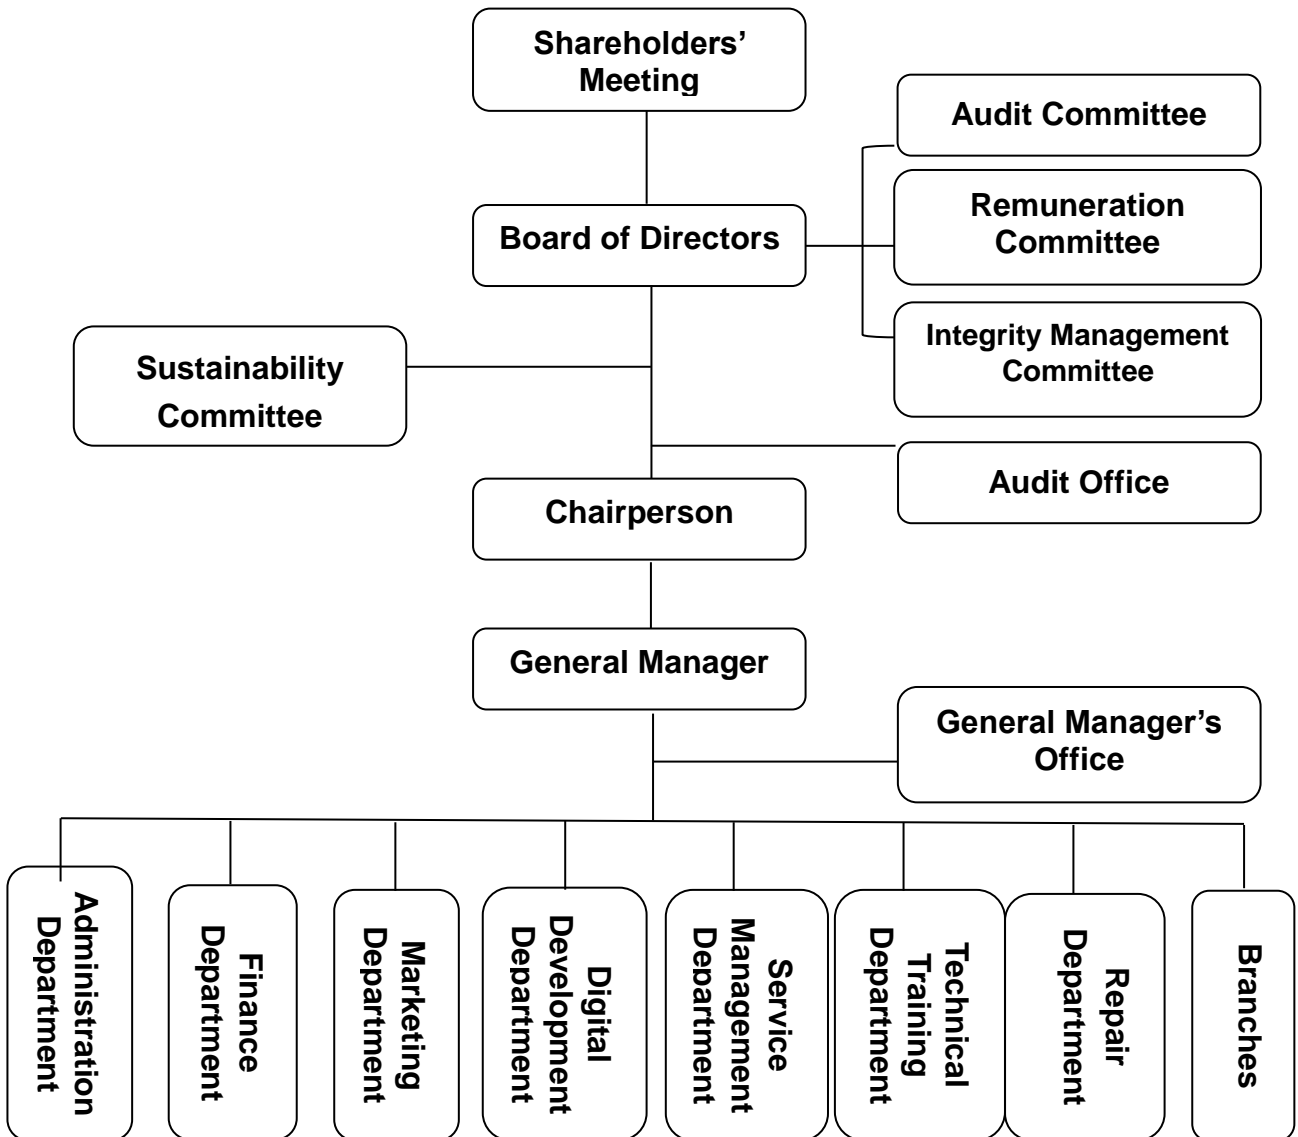 Shareholders’
Meeting
Audit Committee
Remuneration
Committee
Board of Directors
Integrity Management
Committee
Sustainability
Committee
Audit Office
Chairperson
General Manager
General Manager’s
Office
Administration
Department
Finance
Department
Marketing
Department
Digital
Development
Department
Service
Management
Department
Technical
Training
Department
Repair
Department
Branches